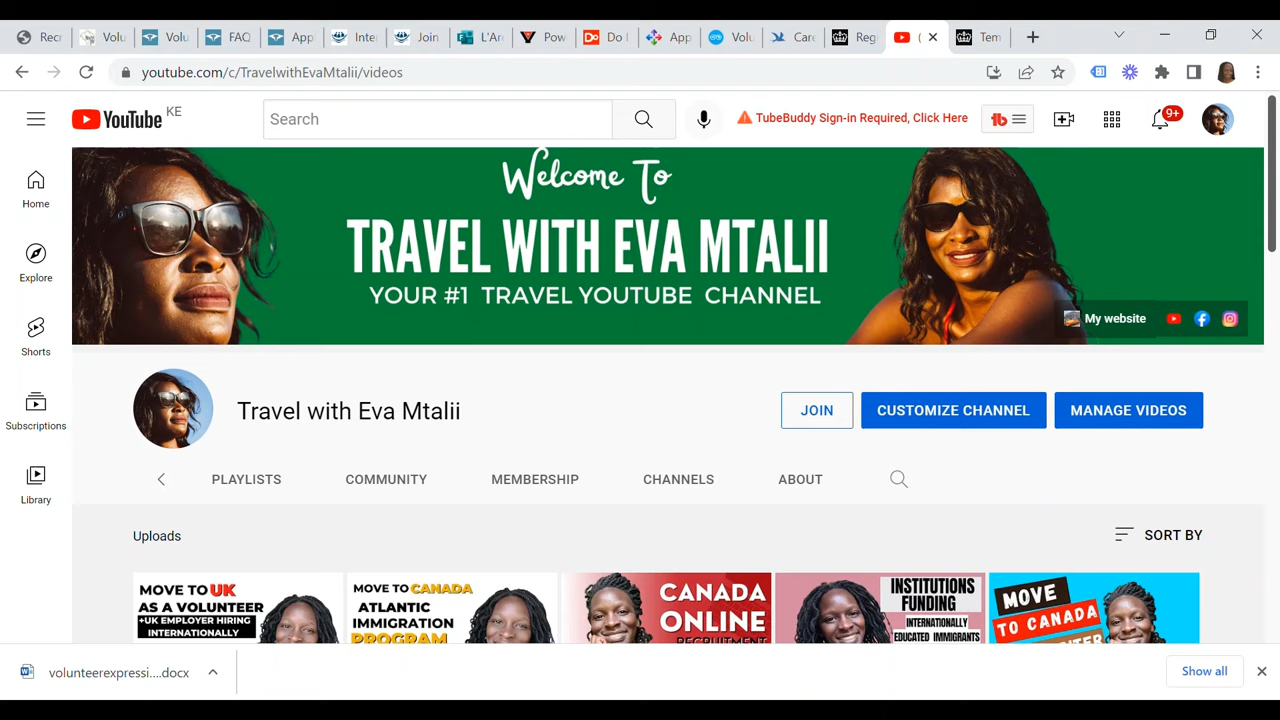 Recr
Volu
Volu
FAQ
App
Inte
Join
L'Ar
Pow
Do I
App
Volu
Care
Reg
(
Tem
youtube.com/c/TravelwithEvaMtalii/videos
YouTube KE
Search
TubeBuddy Sign-in Required, Click Here
tb
9+
Home
Explore
Shorts
Subscriptions
Library
Welcome To
TRAVEL WITH EVA MTALII
YOUR #1 TRAVEL YOUTUBE CHANNEL
My website
Travel with Eva Mtalii
JOIN
CUSTOMIZE CHANNEL
MANAGE VIDEOS
PLAYLISTS
COMMUNITY
MEMBERSHIP
CHANNELS
ABOUT
Uploads
SORT BY
MOVE TO UK
AS A VOLUNTEER
+UK EMPLOYER HIRING
INTERNATIONALLY
MOVE TO CANADA
ATLANTIC
IMMIGRATION
PROGRAM
CANADA
ONLINE
RECRUITMENT
INSTITUTIONS
FUNDING
INTERNATIONALLY
EDUCATED IMMIGRANTS
MOVE
TO CANADA
volunteerexpressi....docx
Show all